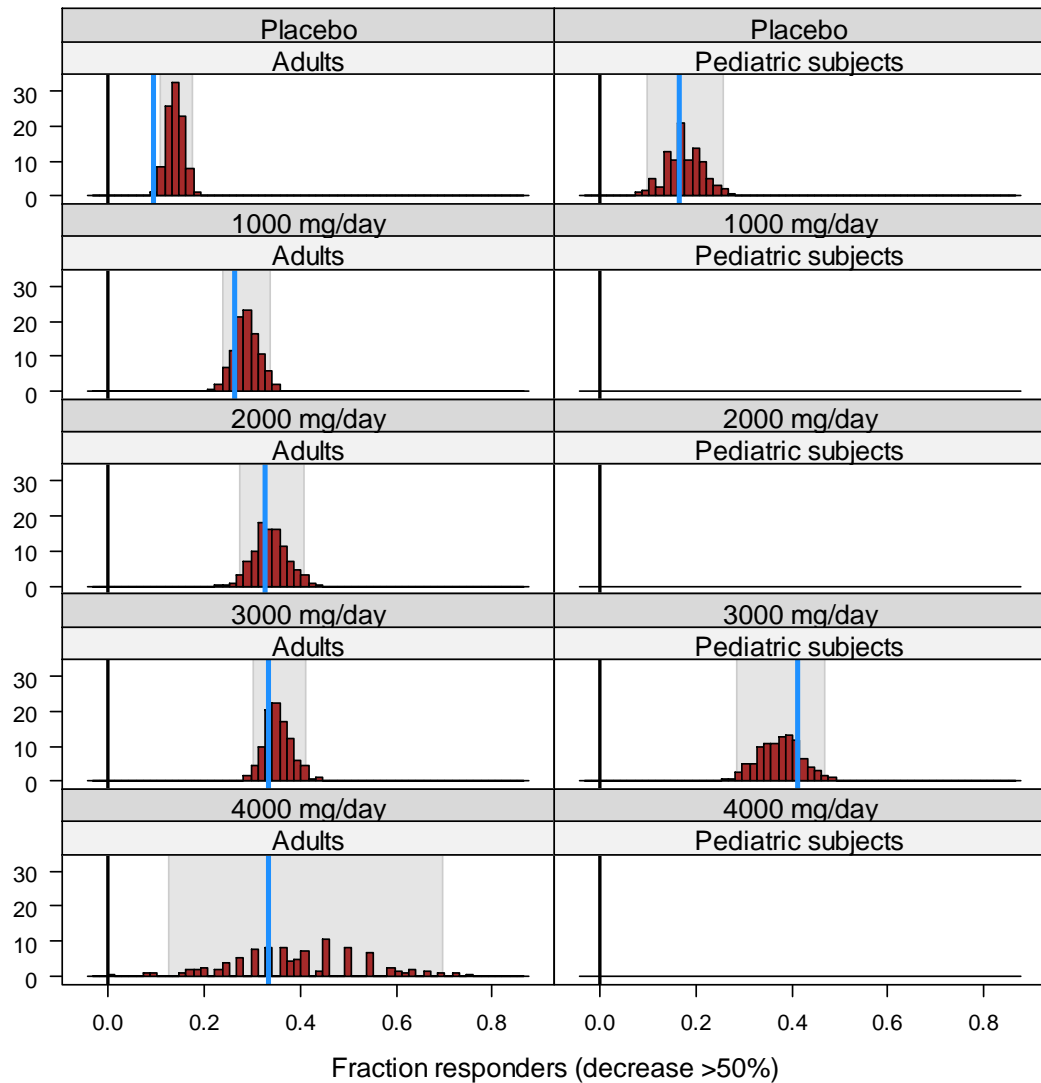 Placebo Placebo
Adults Pediatric subjects
30
20
10
0
1000 mg/day 1000 mg/day
Adults Pediatric subjects
30
20
10
0
2000 mg/day 2000 mg/day
Adults Pediatric subjects
30
20
10
0
3000 mg/day 3000 mg/day
Adults Pediatric subjects
30
20
10
0
4000 mg/day 4000 mg/day
Adults Pediatric subjects
30
20
10
0
0.0 0.2 0.4 0.6 0.8 0.0 0.2 0.4 0.6 0.8
Fraction responders (decrease >50%)